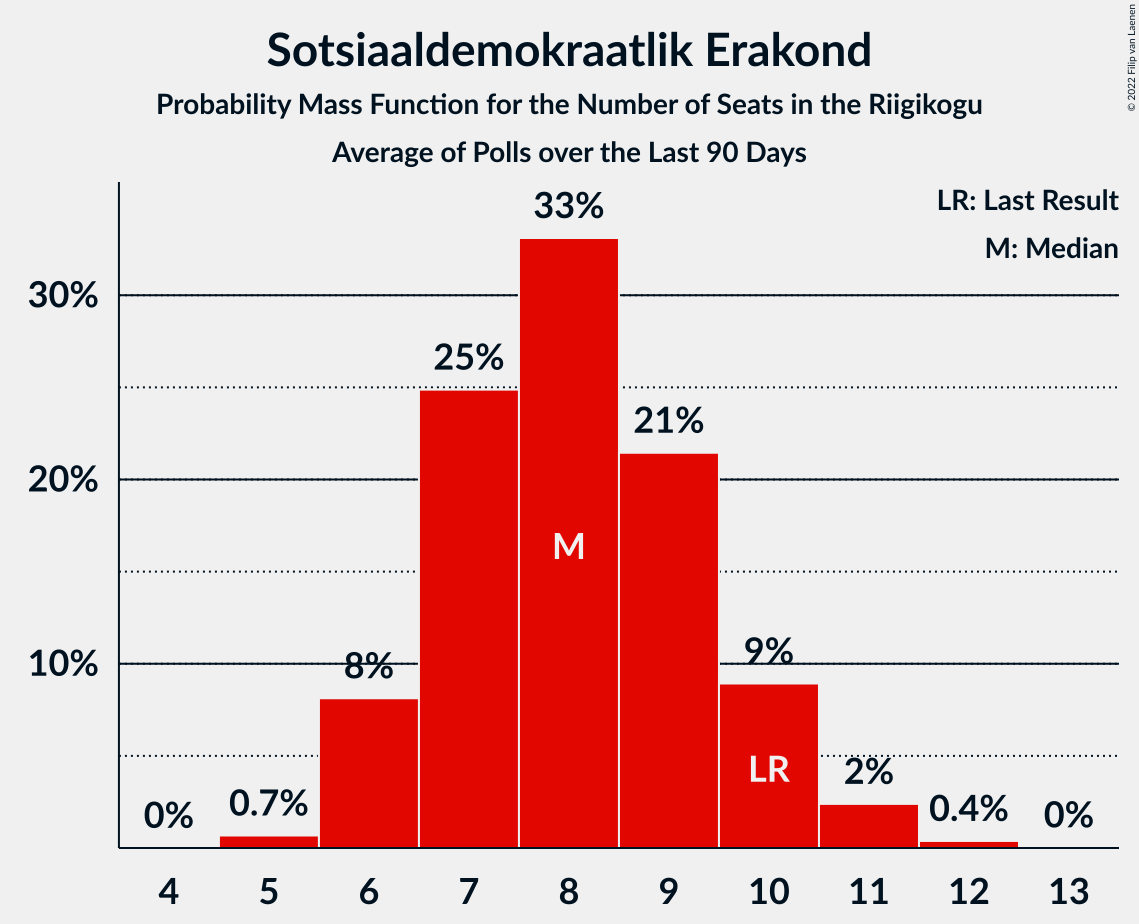 Sotsiaaldemokraatlik Erakond
Probability Mass Function for the Number of Seats in the Riigikogu
Average of Polls over the Last 90 Days
© 2022 Filip van Laenen
LR: Last Result
M: Median
33%
30%
25%
21%
20%
M
10%
8%
9%
LR
2%
0%
0.7%
0.4%
0%
4 5 6 7 8 9 10 11 12 13